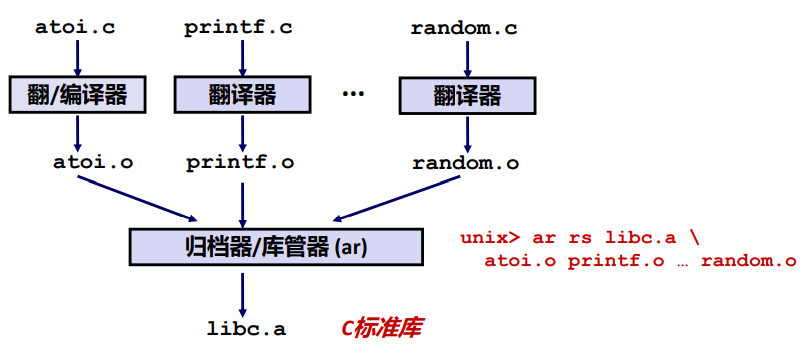 atoi.c printf.c random.c
翻/编译器 翻译器 … 翻译器
atoi.o printf.o random.o
归档器/库管器 (ar)
unix> ar rs libc.a \
atoi.o printf.o … random.o
libc.a C标准库